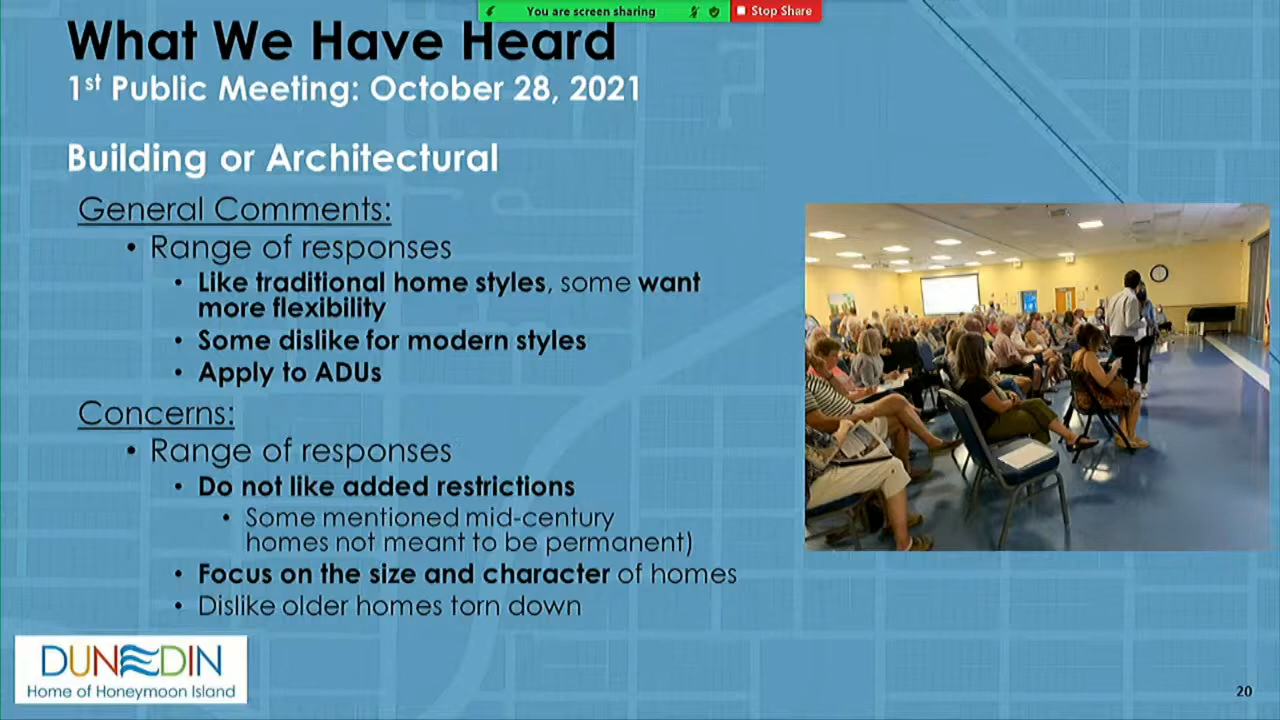 You are screen sharing
Stop Share
What We Have Heard
1st Public Meeting: October 28, 2021
Building or Architectural
General Comments:
• Range of responses
• Like traditional home styles, some want
more flexibility
• Some dislike for modern styles
• Apply to ADUs
Concerns:
• Range of responses
• Do not like added restrictions
• Some mentioned mid-century
homes not meant to be permanent)
• Focus on the size and character of homes
• Dislike older homes torn down
DUNEDIN
Home of Honeymoon Island
20